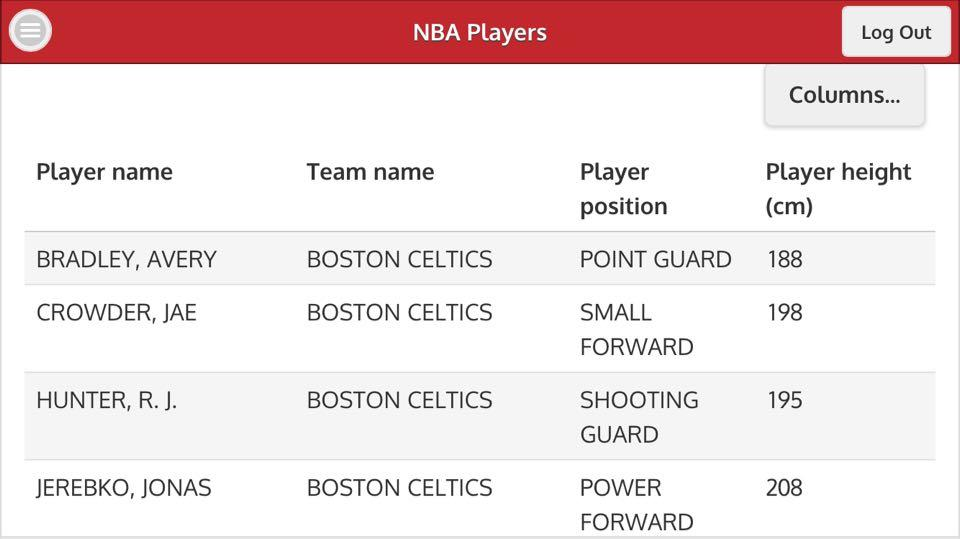 NBA Players
Log Out
Columns...
Player name Team name Player position Player height (cm)
BRADLEY, AVERY BOSTON CELTICS POINT GUARD 188
CROWDER, JAE BOSTON CELTICS SMALL FORWARD 198
HUNTER, R. J. BOSTON CELTICS SHOOTING GUARD 195
JEREBKO, JONAS BOSTON CELTICS POWER FORWARD 208